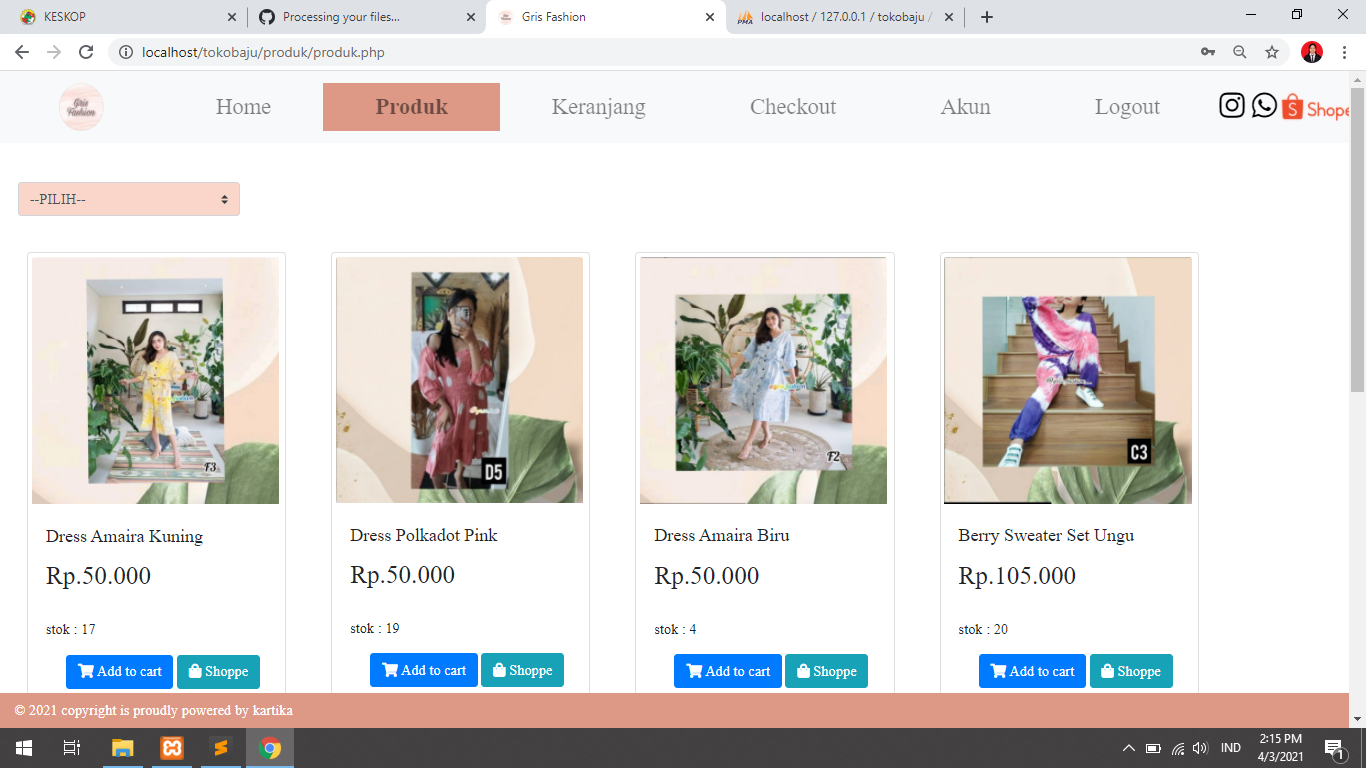 KESKOP
Processing your files...
Gris Fashion
localhost / 127.0.0.1 / tokobaju /
localhost/tokobaju/produk/produk.php
Gris
Fashion
Home
Produk
Keranjang
Checkout
Akun
Logout
Shope
--PILIH--
F3
D5
F2
C3
Dress Amaira Kuning
Dress Polkadot Pink
Dress Amaira Biru
Berry Sweater Set Ungu
Rp.50.000
Rp.50.000
Rp.50.000
Rp.105.000
stok : 17
stok : 19
stok : 4
stok : 20
Add to cart
Shoppe
Add to cart
Shoppe
Add to cart
Shoppe
Add to cart
Shoppe
© 2021 copyright is proudly powered by kartika
IND
2:15 PM
4/3/2021
1